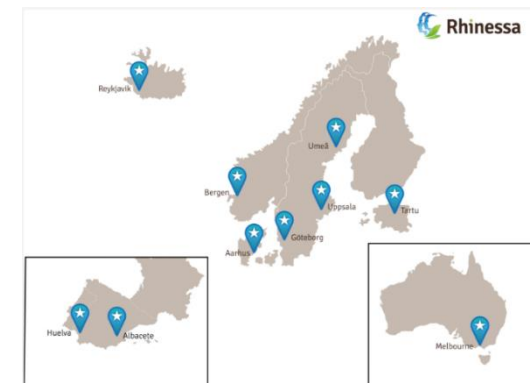 Rhinessa
Reykjavik
Umeå
Bergen
Uppsala
Tartu
Göteborg
Aarhus
Huelva
Albacete
Melbourne